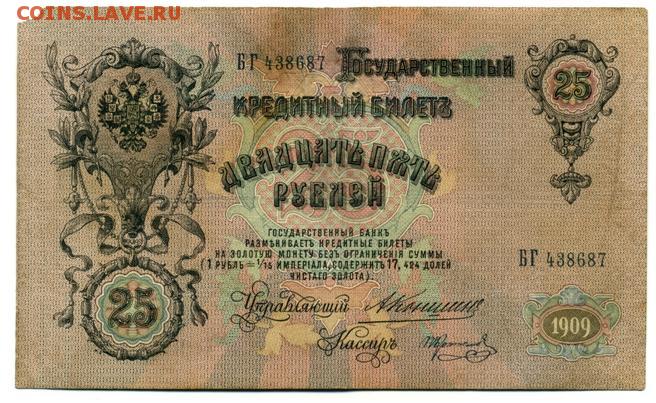 COINS.LAVE.RU
БГ 438687 Государственный
25
Кредитный Билетъ
Двадцать пять
рублей
ГОСУДАРСТВЕННЫЙ БАНКЪ
РАЗМѢНИВАЕТЪ КРЕДИТНЫЕ БИЛЕТЫ
НА ЗОЛОТУЮ МОНЕТУ БЕЗЪ ОГРАНИЧЕНІЯ СУММЫ
(1 РУБЛЬ = 1/15 ИМПЕРІАЛА, СОДЕРЖИТЪ 17,424 ДОЛЕЙ
ЧИСТАГО ЗОЛОТА).
БГ 438687
25
Управляющій
Кассиръ
1909